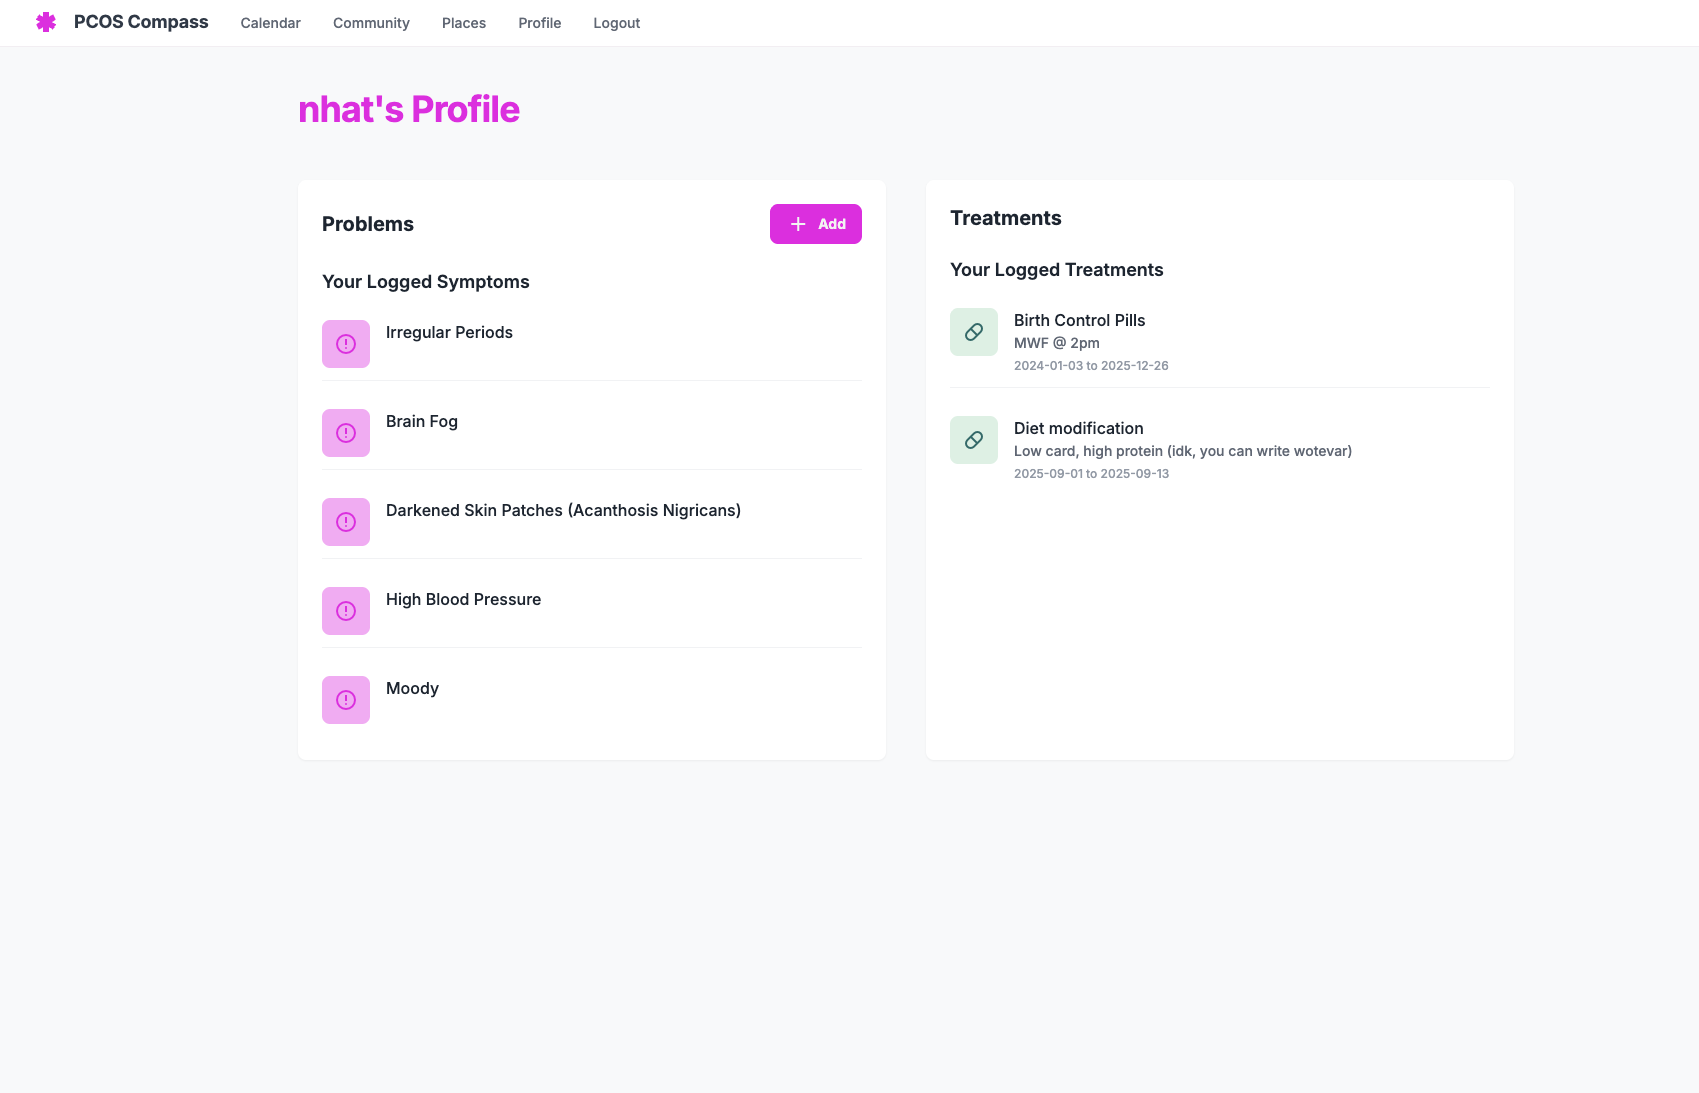 PCOS Compass
Calendar
Community
Places
Profile
Logout
nhat's Profile
Problems
Add
Your Logged Symptoms
Irregular Periods
Brain Fog
Darkened Skin Patches (Acanthosis Nigricans)
High Blood Pressure
Moody
Treatments
Your Logged Treatments
Birth Control Pills
MWF @ 2pm
2024-01-03 to 2025-12-26
Diet modification
Low card, high protein (idk, you can write wotevar)
2025-09-01 to 2025-09-13